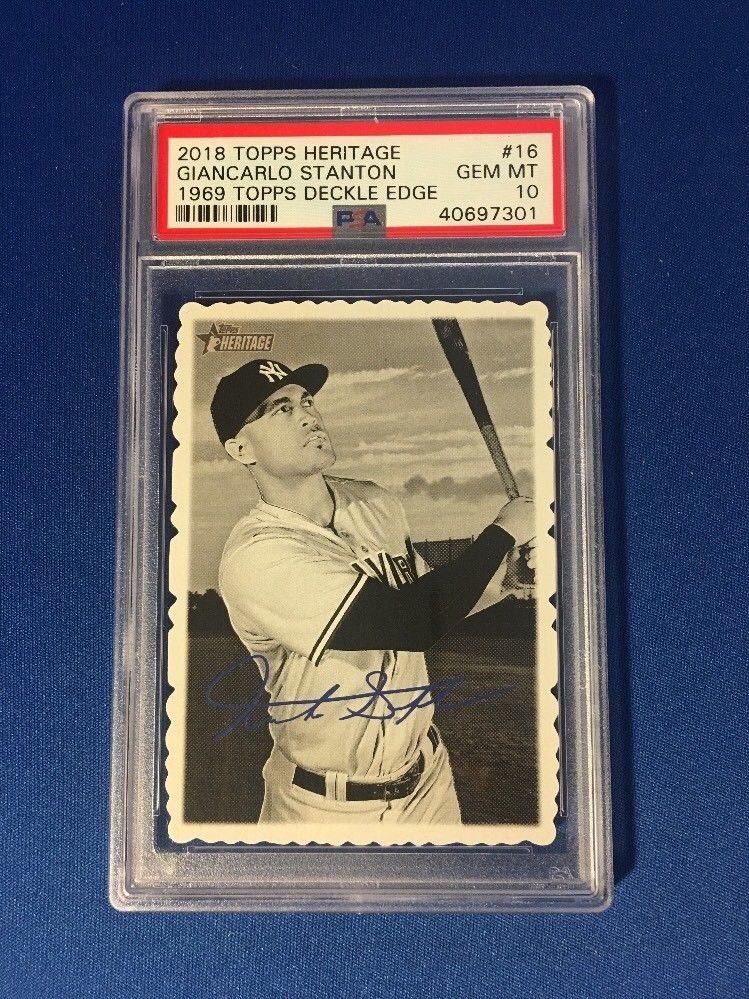 2018 TOPPS HERITAGE #16
GIANCARLO STANTON GEM MT
1969 TOPPS DECKLE EDGE 10
PSA 40697301
Topps
HERITAGE
NY